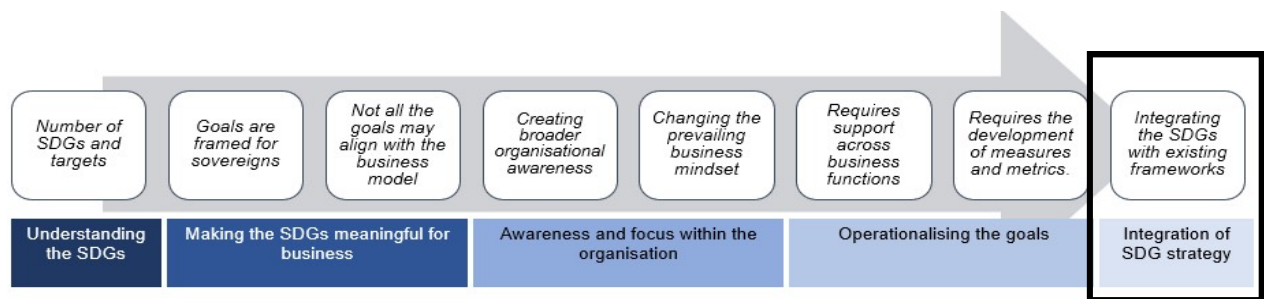 Number of
SDGs and
targets
Goals are
framed for
sovereigns
Not all the
goals may
align with the
business
model
Creating
broader
organisational
awareness
Changing the
prevailing
business
mindset
Requires
support
across
business
functions
Requires the
development
of measures
and metrics.
Integrating
the SDGs
with existing
frameworks
Understanding
the SDGs
Making the SDGs meaningful for
business
Awareness and focus within the
organisation
Operationalising the goals
Integration of
SDG strategy